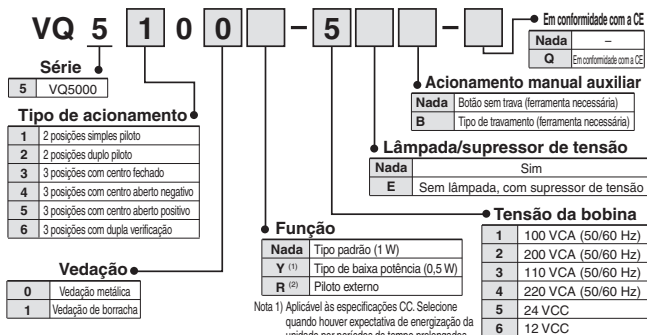 VQ 5 1 0 0 – 5 –
Em conformidade com a CE
Nada –
Q Em conformidade com a CE
Série
5 VQ5000
Acionamento manual auxiliar
Nada Botão sem trava (ferramenta necessária)
B Tipo de travamento (ferramenta necessária)
Tipo de acionamento
1 2 posições simples piloto
2 2 posições duplo piloto
3 3 posições com centro fechado
4 3 posições com centro aberto negativo
5 3 posições com centro aberto positivo
6 3 posições com dupla verificação
Lâmpada/supressor de tensão
Nada Sim
E Sem lâmpada, com supressor de tensão
Função
Nada Tipo padrão (1 W)
Y (1) Tipo de baixa potência (0,5 W)
R (2) Piloto externo
Tensão da bobina
1 100 VCA (50/60 Hz)
2 200 VCA (50/60 Hz)
3 110 VCA (50/60 Hz)
4 220 VCA (50/60 Hz)
5 24 VCC
6 12 VCC
Vedação
0 Vedação metálica
1 Vedação de borracha
Nota 1) Aplicável às especificações CC. Selecione
quando houver expectativa de energização da